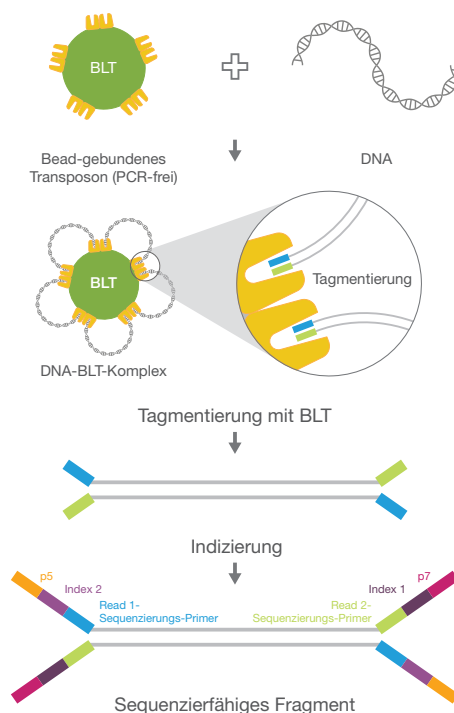 BLT
Bead-gebundenes
Transposon (PCR-frei)
DNA
BLT
Tagmentierung
DNA-BLT-Komplex
Tagmentierung mit BLT
Indizierung
p5
p7
Index 2
Index 1
Read 1-
Sequenzierungs-Primer
Read 2-
Sequenzierungs-Primer
Sequenzierfähiges Fragment